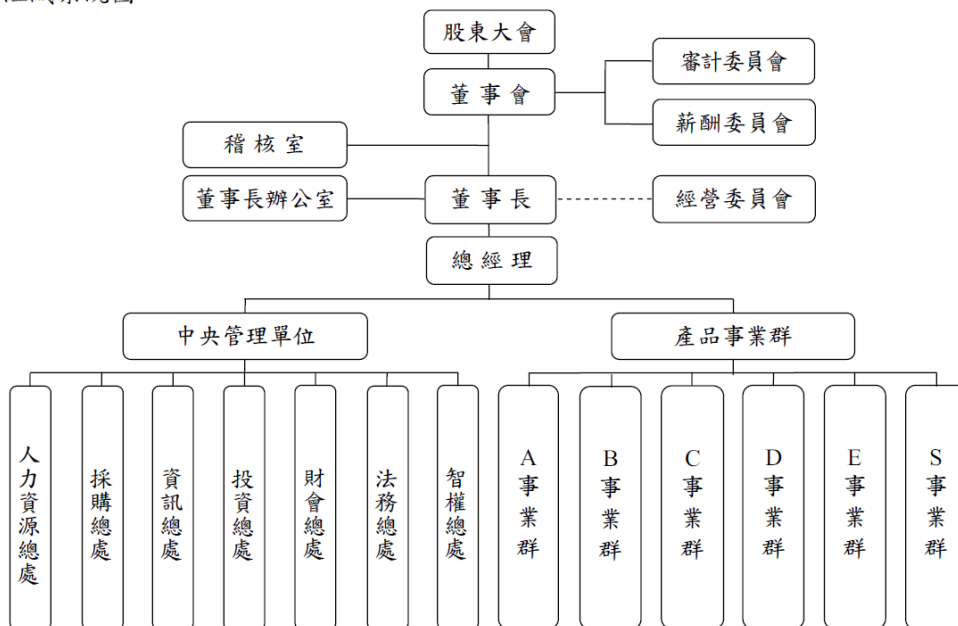 股東大會
董事會
審計委員會
薪酬委員會
稽核室
董事長辦公室
董事長
經營委員會
總經理
中央管理單位
產品事業群
人力資源總處
採購總處
資訊總處
投資總處
財會總處
法務總處
智權總處
A事業群
B事業群
C事業群
D事業群
E事業群
S事業群